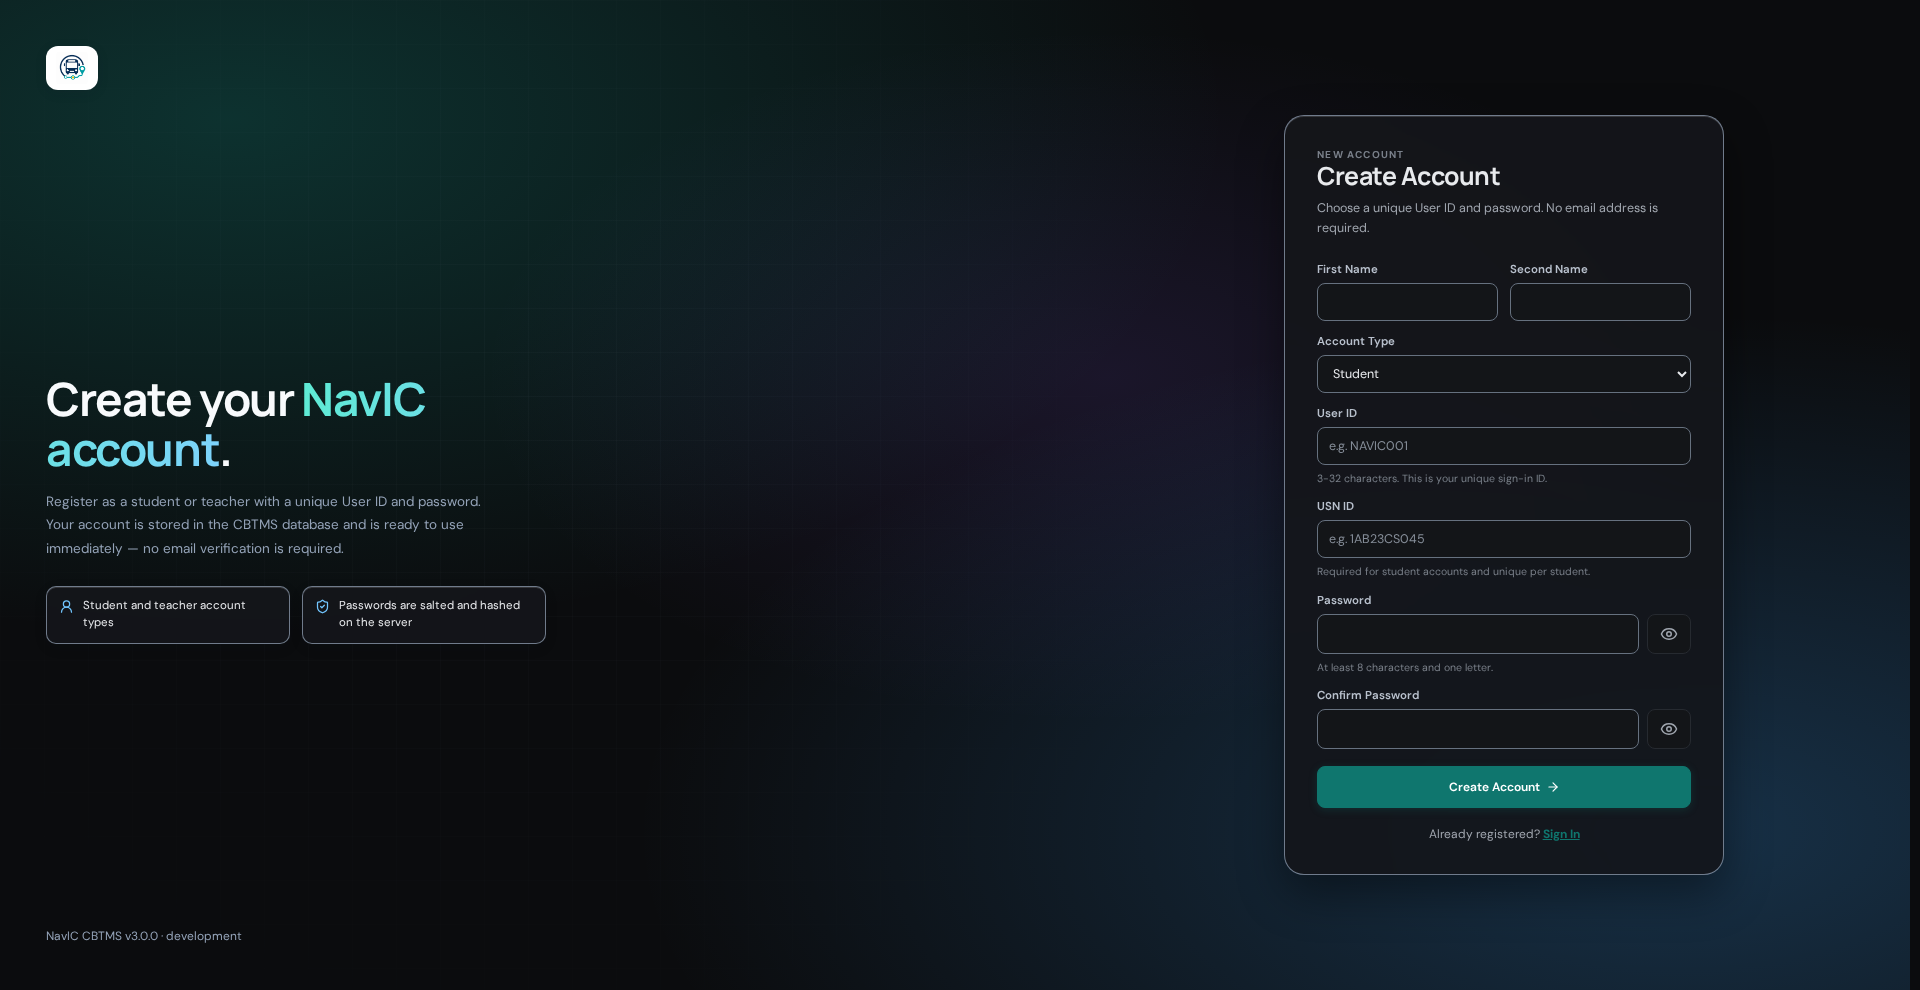 Create your NavIC
account.
Register as a student or teacher with a unique User ID and password.
Your account is stored in the CBTMS database and is ready to use
immediately — no email verification is required.
Student and teacher account
types
Passwords are salted and hashed
on the server
NavIC CBTMS v3.0.0 · development
NEW ACCOUNT
Create Account
Choose a unique User ID and password. No email address is
required.
First Name
Second Name
Account Type
Student
User ID
e.g. NAVIC001
3-32 characters. This is your unique sign-in ID.
USN ID
e.g. 1AB23CS045
Required for student accounts and unique per student.
Password
At least 8 characters and one letter.
Confirm Password
Create Account →
Already registered? Sign In